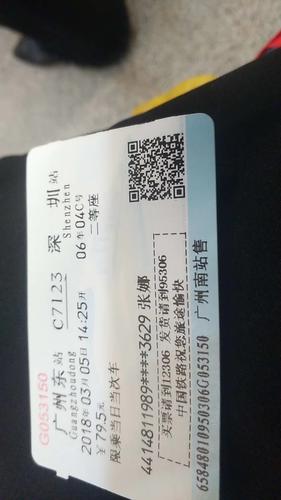 G053150
广州东站 C7123 深圳站
Guangzhoudong Shenzhen
2018年03月05日14:25开 06车04C号
￥79.5元 二等座
限乘当日当次车
4414811989****3629 张娜
买票请到12306 发货请到95306
中国铁路祝您旅途愉快
65848010950306G053150 广州南站售